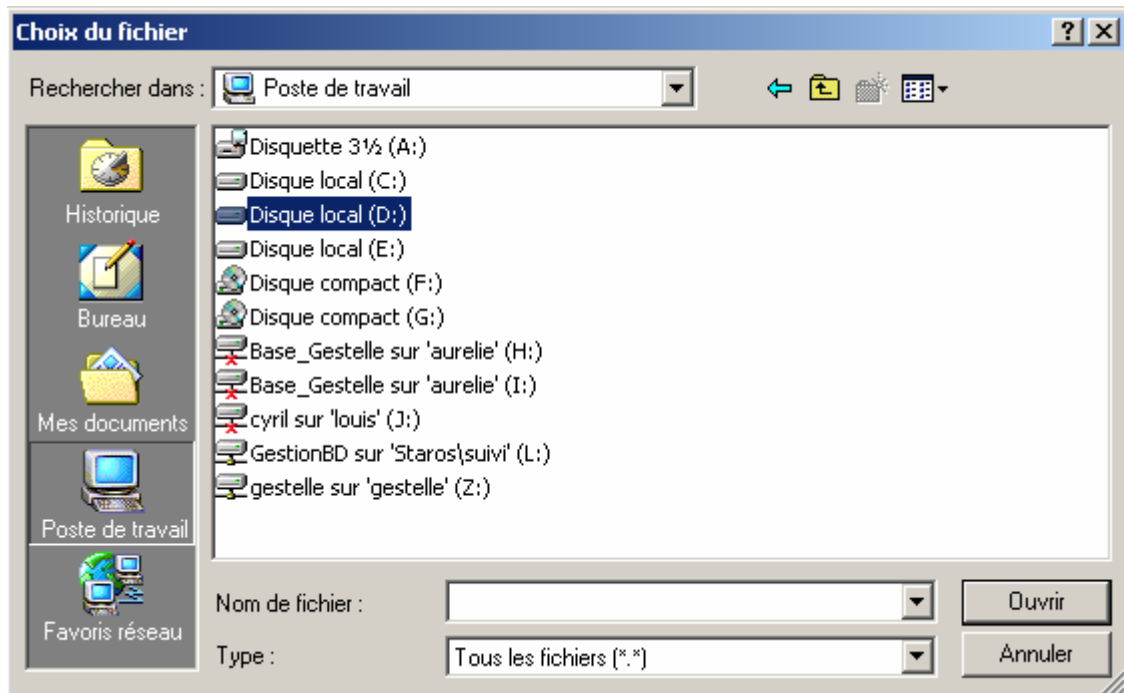 Choix du fichier
Rechercher dans : Poste de travail
Historique
Bureau
Mes documents
Poste de travail
Favoris réseau
Disquette 3½ (A:)
Disque local (C:)
Disque local (D:)
Disque local (E:)
Disque compact (F:)
Disque compact (G:)
Base_Gestelle sur 'aurelie' (H:)
Base_Gestelle sur 'aurelie' (I:)
cyril sur 'louis' (J:)
GestionBD sur 'Staros\suivi' (L:)
gestelle sur 'gestelle' (Z:)
Nom de fichier : Ouvrir
Type : Tous les fichiers (*.*) Annuler